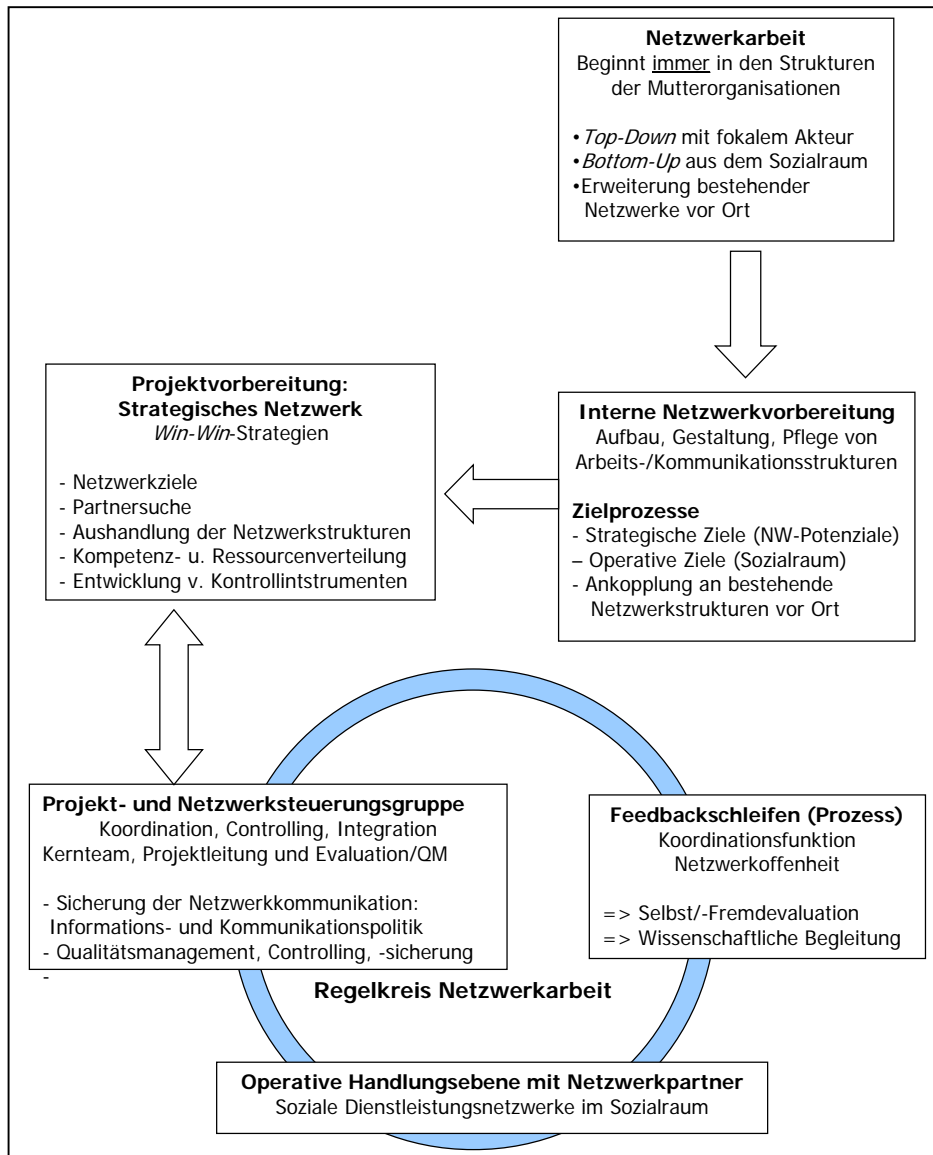 Netzwerkarbeit
Beginnt immer in den Strukturen
der Mutterorganisationen
•Top-Down mit fokalem Akteur
•Bottom-Up aus dem Sozialraum
•Erweiterung bestehender
Netzwerke vor Ort
Projektvorbereitung:
Strategisches Netzwerk
Win-Win-Strategien
- Netzwerkziele
- Partnersuche
- Aushandlung der Netzwerkstrukturen
- Kompetenz- u. Ressourcenverteilung
- Entwicklung v. Kontrollintstrumenten
Interne Netzwerkvorbereitung
Aufbau, Gestaltung, Pflege von
Arbeits-/Kommunikationsstrukturen
Zielprozesse
- Strategische Ziele (NW-Potenziale)
– Operative Ziele (Sozialraum)
- Ankopplung an bestehende
Netzwerkstrukturen vor Ort
Projekt- und Netzwerksteuerungsgruppe
Koordination, Controlling, Integration
Kernteam, Projektleitung und Evaluation/QM
- Sicherung der Netzwerkkommunikation:
Informations- und Kommunikationspolitik
- Qualitätsmanagement, Controlling, -sicherung
-
Feedbackschleifen (Prozess)
Koordinationsfunktion
Netzwerkoffenheit
=> Selbst/-Fremdevaluation
=> Wissenschaftliche Begleitung
Regelkreis Netzwerkarbeit
Operative Handlungsebene mit Netzwerkpartner
Soziale Dienstleistungsnetzwerke im Sozialraum